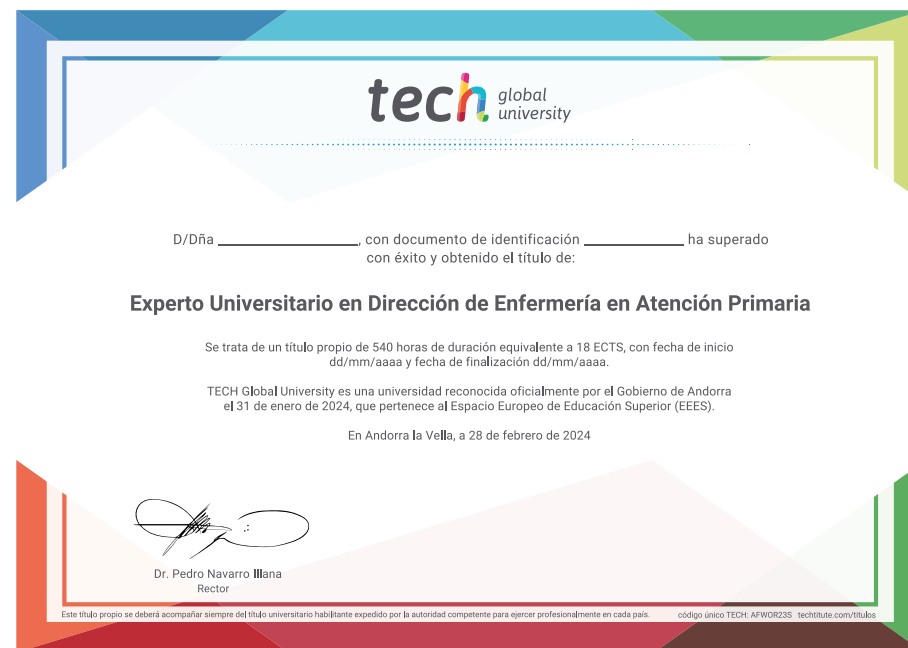 tech global university
D/Dña ____________, con documento de identificación ____________ ha superado
con éxito y obtenido el título de:
Experto Universitario en Dirección de Enfermería en Atención Primaria
Se trata de un título propio de 540 horas de duración equivalente a 18 ECTS, con fecha de inicio
dd/mm/aaaa y fecha de finalización dd/mm/aaaa.
TECH Global University es una universidad reconocida oficialmente por el Gobierno de Andorra
el 31 de enero de 2024, que pertenece al Espacio Europeo de Educación Superior (EEES).
En Andorra la Vella, a 28 de febrero de 2024
Dr. Pedro Navarro Illana
Rector
Este título propio se deberá acompañar siempre del título universitario habilitante expedido por la autoridad competente para ejercer profesionalmente en cada país. código único TECH: AFWOR23S techtitute.com/titulos